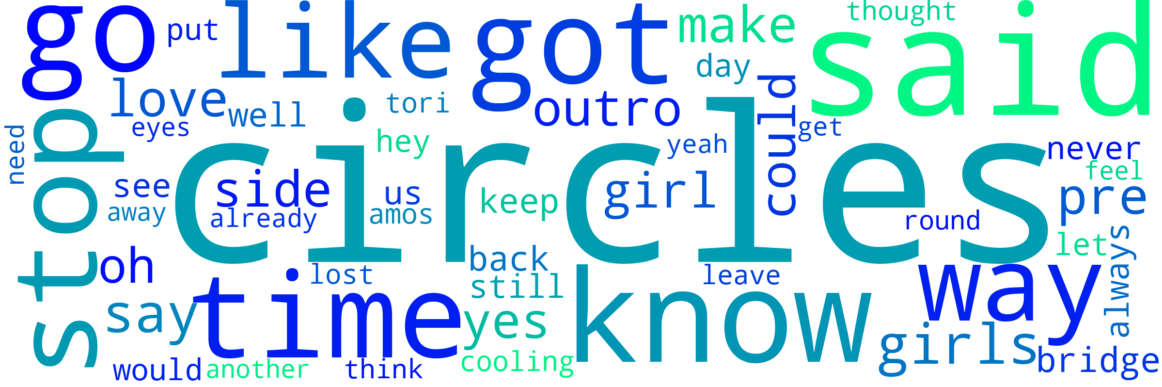 go
put
like
got
make
thought
said
day
love
well
tori
outro
could
get
eyes
hey
yeah
never
feel
need
stop
circles
see
side
us
away
already
amos
keep
girl
pre
round
let
always
oh
lost
back
leave
way
say
time
still
know
yes
girls
bridge
would
another
think
cooling